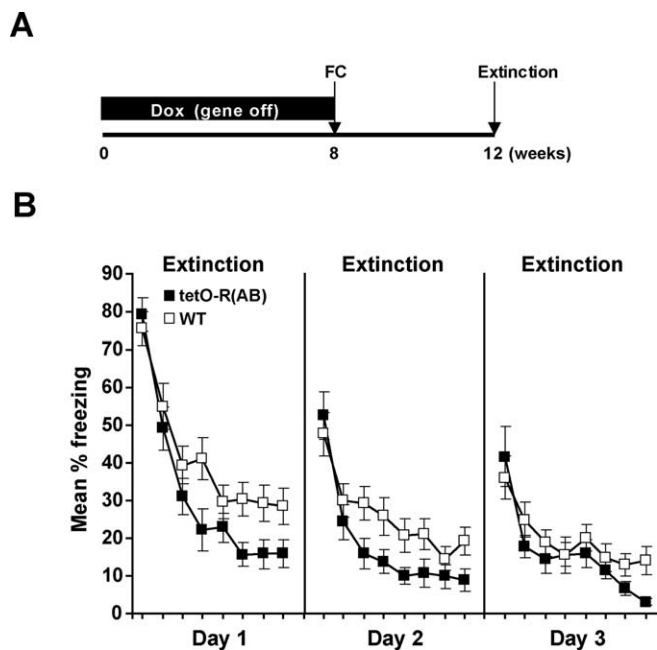 A
FC Extinction
Dox (gene off)
0 8 12 (weeks)
B
Extinction Extinction Extinction
90
80
70
60
50
40
30
20
10
0
Mean % freezing
tetO-R(AB)
WT
Day 1 Day 2 Day 3